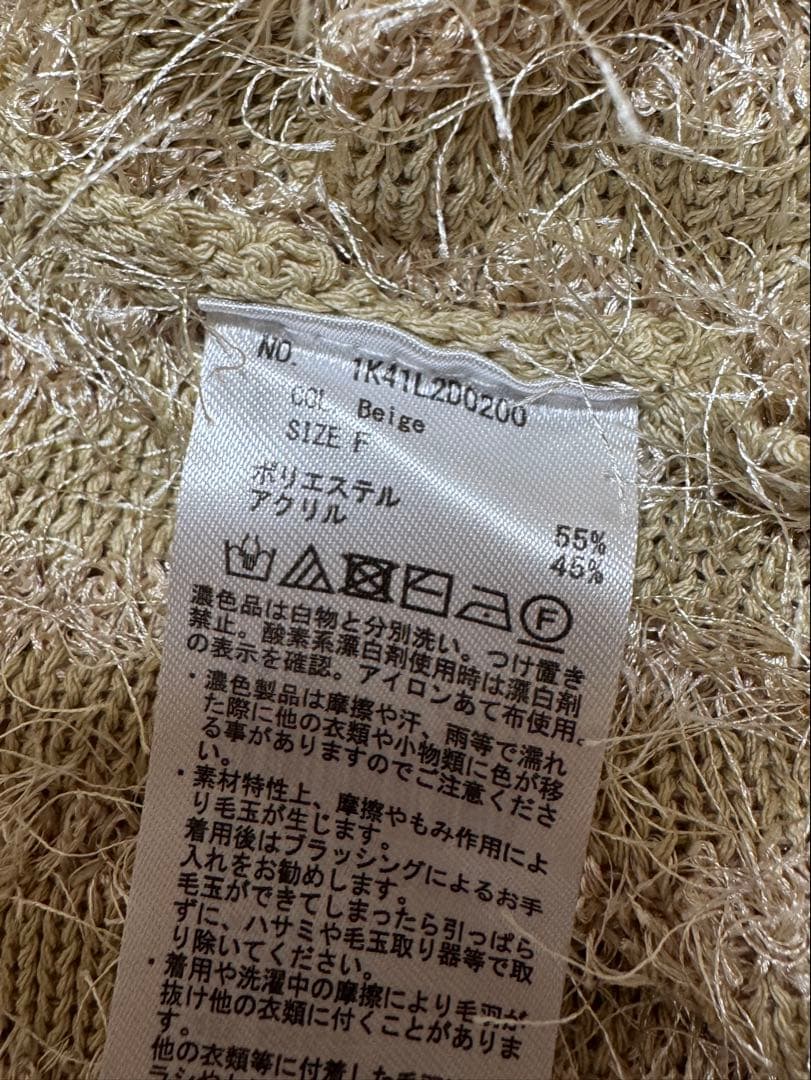 NO. 1K41L2D0200
COL Beige
SIZE F
ポリエステル 55%
アクリル 45%
F
濃色品は白物と分別洗い。つけ置き
禁止。酸素系漂白剤使用時は漂白剤
の表示を確認。アイロンあて布使用。
・濃色製品は摩擦や汗、雨等で濡れ
た際に他の衣類や小物類に色が移
る事がありますのでご注意くださ
い。
・素材特性上、摩擦やもみ作用によ
り毛玉が生じます。
着用後はブラッシングによるお手
入れをお勧めします。
毛玉ができてしまったら引っぱら
ずに、ハサミや毛玉取り器等で取
り除いてください。
・着用や洗濯中の摩擦により毛羽が
抜け他の衣類に付くことがありま
す。
他の衣類等に付着した毛羽